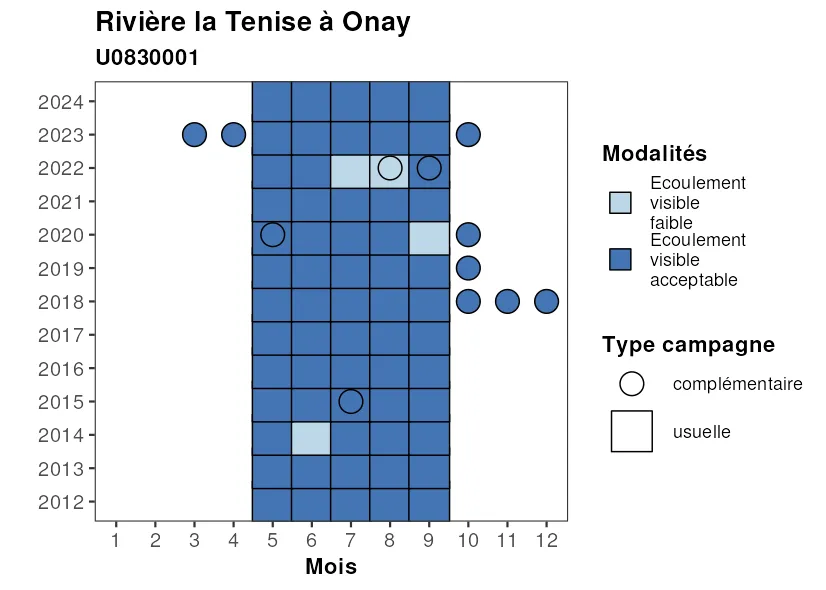 Rivière la Tenise à Onay
U0830001
2024
2023
2022
2021
2020
2019
2018
2017
2016
2015
2014
2013
2012
1 2 3 4 5 6 7 8 9 10 11 12
Mois
Modalités
Ecoulement
visible
faible
Ecoulement
visible
acceptable
Type campagne
complémentaire
usuelle